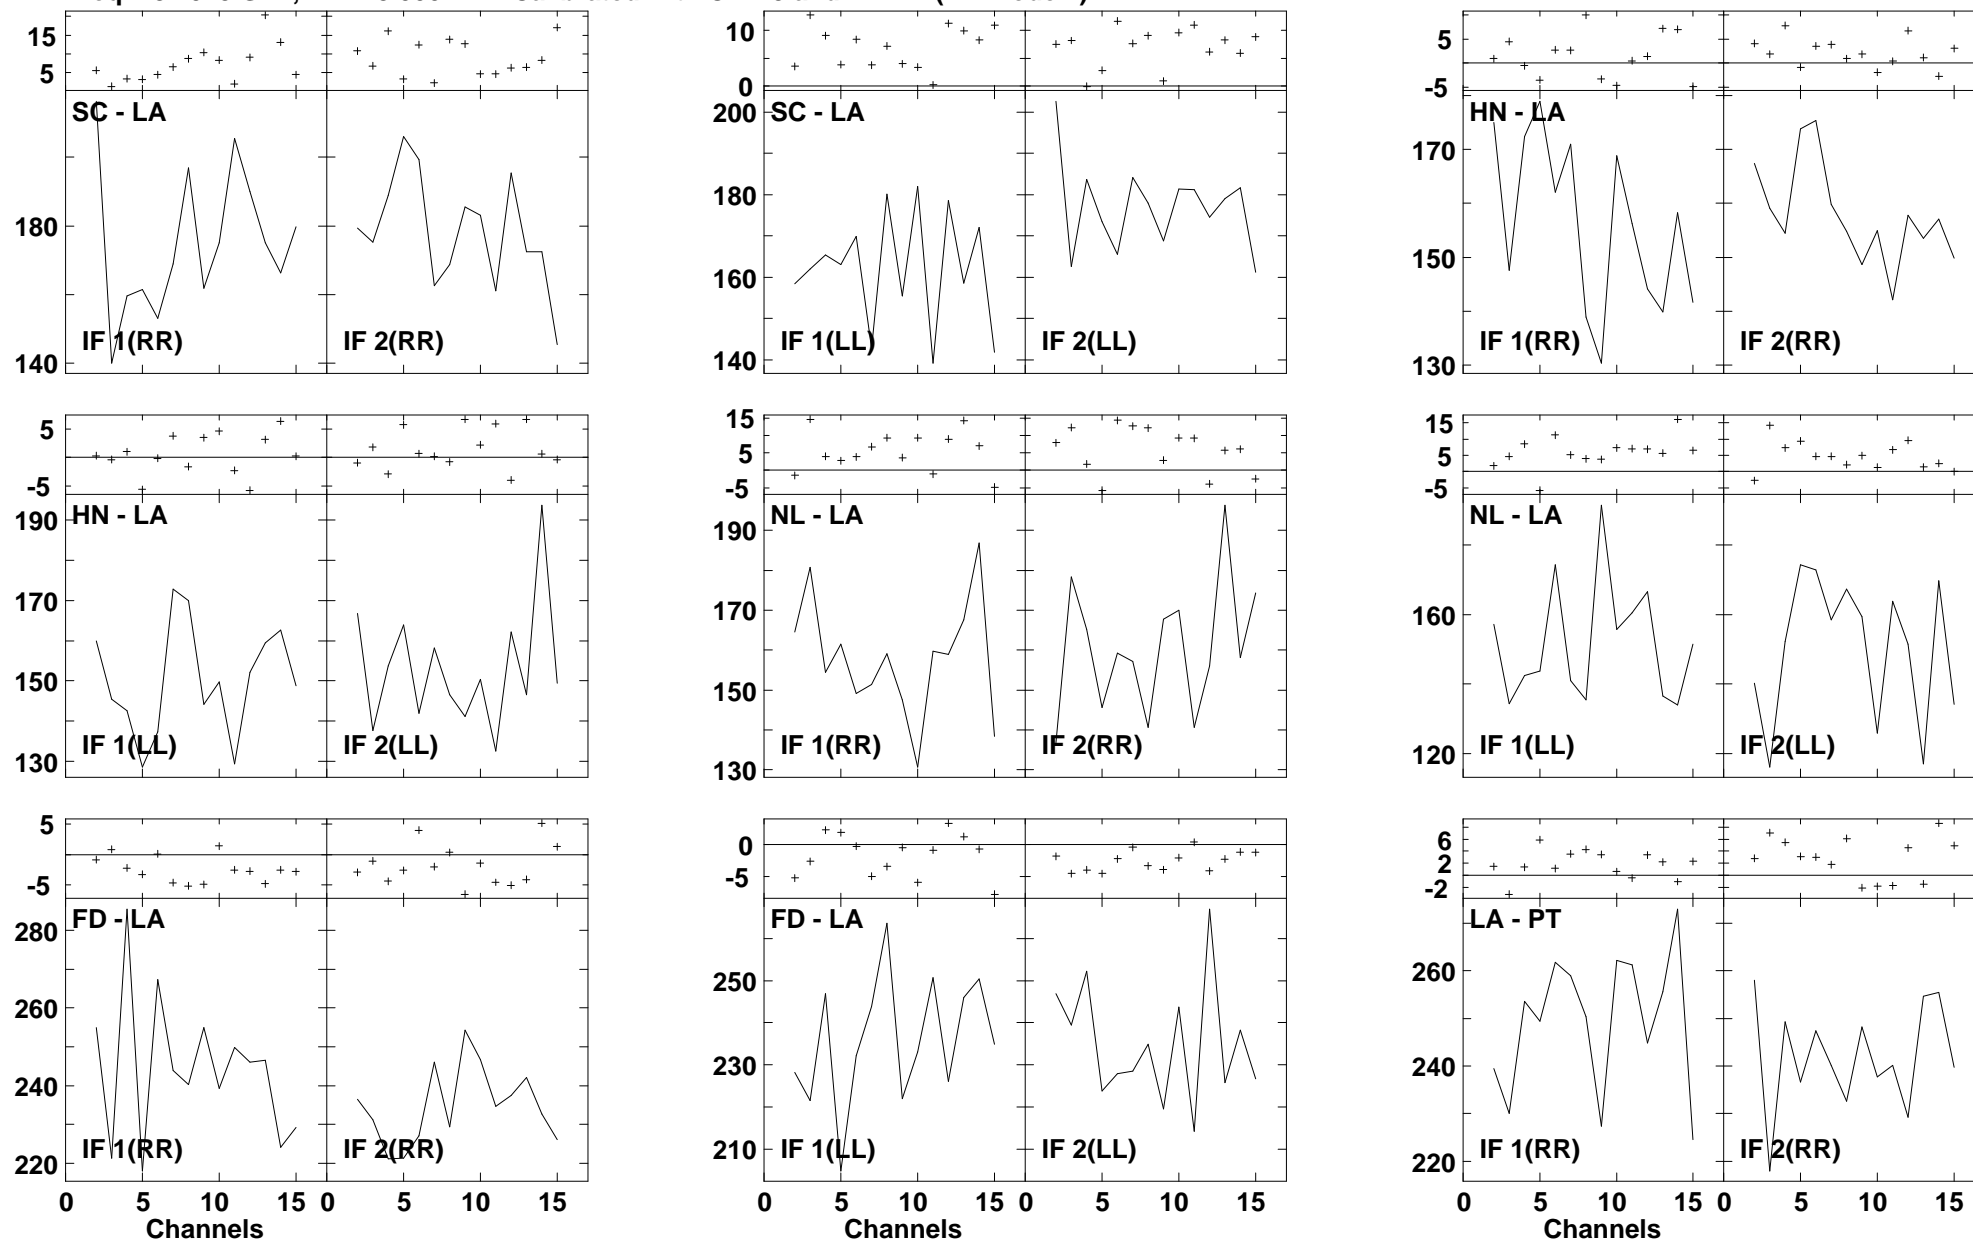 15
5
SC - LA
180
140
IF 1(RR)
IF 2(RR)
10
0
SC - LA
200
180
160
140
IF 1(LL)
IF 2(LL)
5
-5
HN - LA
170
150
130
IF 1(RR)
IF 2(RR)
5
-5
HN - LA
190
170
150
130
IF 1(LL)
IF 2(LL)
15
5
-5
NL - LA
190
170
150
130
IF 1(RR)
IF 2(RR)
15
5
-5
NL - LA
160
120
IF 1(LL)
IF 2(LL)
5
-5
FD - LA
280
260
240
220
IF 1(RR)
IF 2(RR)
0 5 10 15 0 5 10 15
Channels
0
-5
FD - LA
250
230
210
IF 1(LL)
IF 2(LL)
0 5 10 15 0 5 10 15
Channels
6
2
-2
LA - PT
260
240
220
IF 1(RR)
IF 2(RR)
0 5 10 15 0 5 10 15
Channels